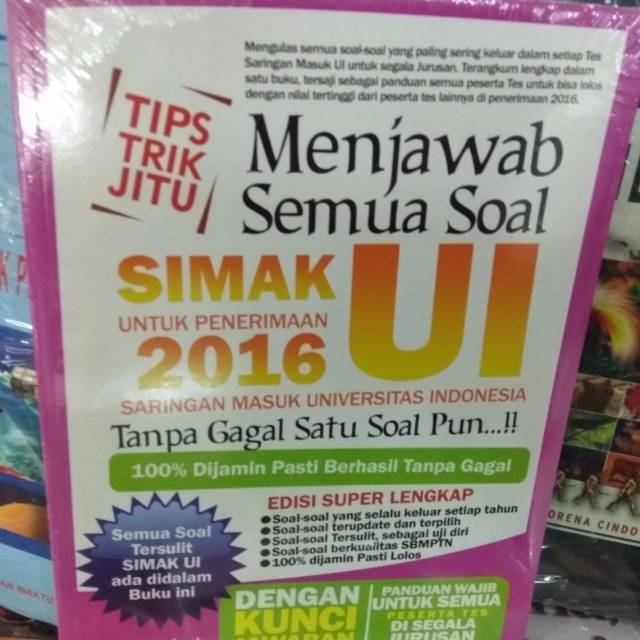 Mengulas semua soal-soal yang paling sering keluar dalam setiap Tes
Saringan Masuk UI untuk segala Jurusan. Terangkum lengkap dalam
satu buku, tersaji sebagai panduan semua peserta Tes untuk bisa lolos
dengan nilai tertinggi dari peserta tes lainnya di penerimaan 2016.
TIPS
TRIK
JITU
Menjawab
Semua Soal
SIMAK UI
UNTUK PENERIMAAN
2016
SARINGAN MASUK UNIVERSITAS INDONESIA
Tanpa Gagal Satu Soal Pun...!!
100% Dijamin Pasti Berhasil Tanpa Gagal
EDISI SUPER LENGKAP
Soal-soal yang selalu keluar setiap tahun
Soal-soal terupdate dan terpilih
Soal-soal Tersulit, sebagai uji diri
Soal-soal berkualitas SBMPTN
100% dijamin Pasti Lolos
Semua Soal
Tersulit
SIMAK UI
ada didalam
Buku ini
DENGAN
KUNCI
JAWABAN
PANDUAN WAJIB
UNTUK SEMUA
PESERTA TES
DI SEGALA
JURUSAN
ORENA CINDO
AN WAKTU